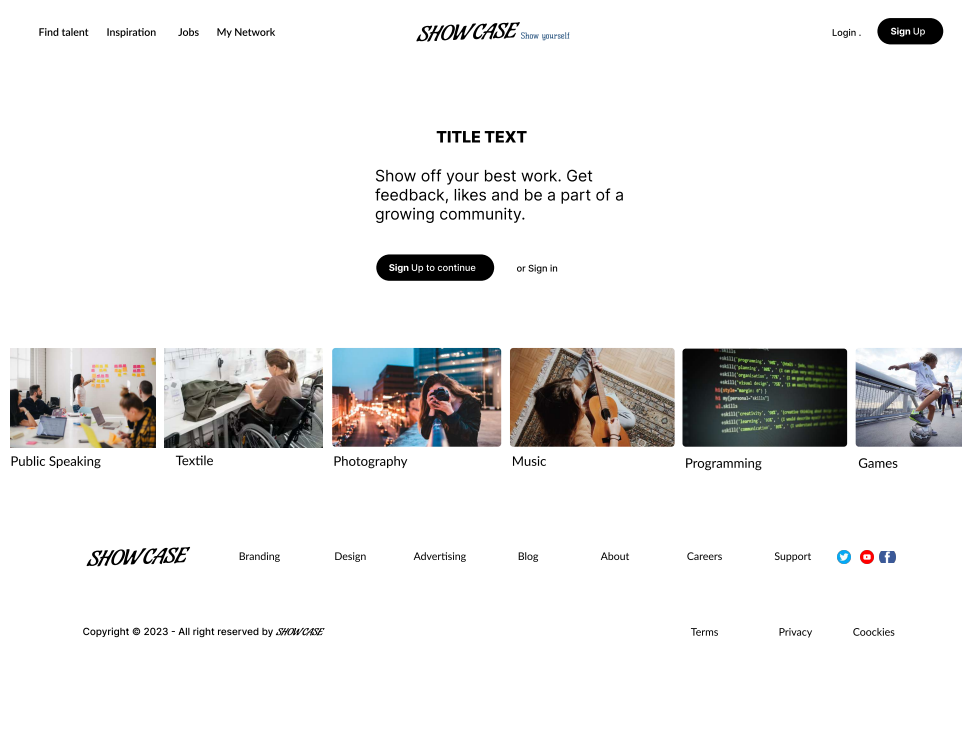 Find talent Inspiration Jobs My Network SHOWCASE Show yourself Login . Sign Up
TITLE TEXT
Show off your best work. Get
feedback, likes and be a part of a
growing community.
Sign Up to continue or Sign in
Public Speaking Textile Photography Music Programming Games
SHOWCASE Branding Design Advertising Blog About Careers Support
Copyright © 2023 - All right reserved by SHOWCASE Terms Privacy Coockies